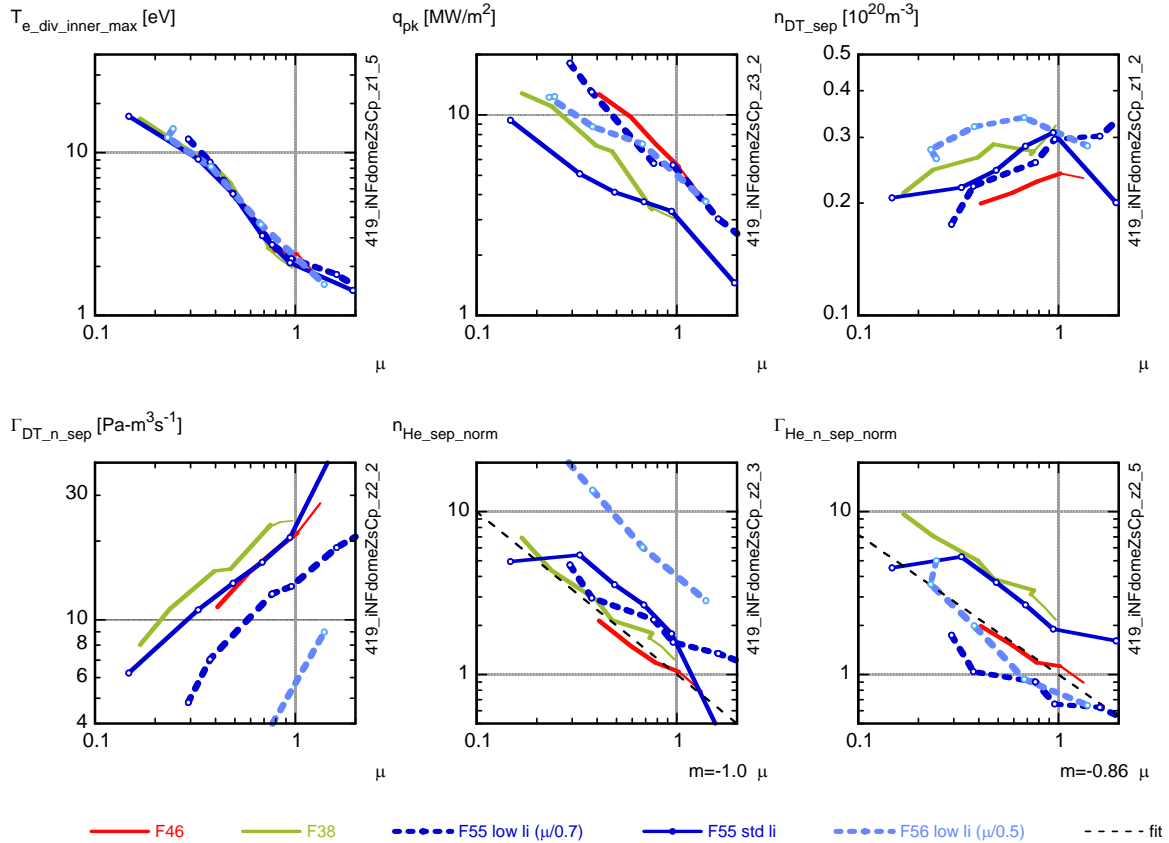 T_e_div_inner_max [eV]
10
1
0.1
1
μ
419_iNFdomeZsCp_z1_5
q_pk [MW/m²]
10
1
0.1
1
μ
419_iNFdomeZsCp_z3_2
n_DT_sep [10²⁰m⁻³]
0.5
0.4
0.3
0.2
0.1
0.1
1
μ
419_iNFdomeZsCp_z1_2
Γ_DT_n_sep [Pa-m³s⁻¹]
30
10
8
6
4
0.1
1
μ
419_iNFdomeZsCp_z2_2
n_He_sep_norm
10
1
0.1
1
m=-1.0 μ
419_iNFdomeZsCp_z2_3
Γ_He_n_sep_norm
10
1
0.1
1
m=-0.86 μ
419_iNFdomeZsCp_z2_5
F46 F38 F55 low li (μ/0.7) F55 std li F56 low li (μ/0.5) fit